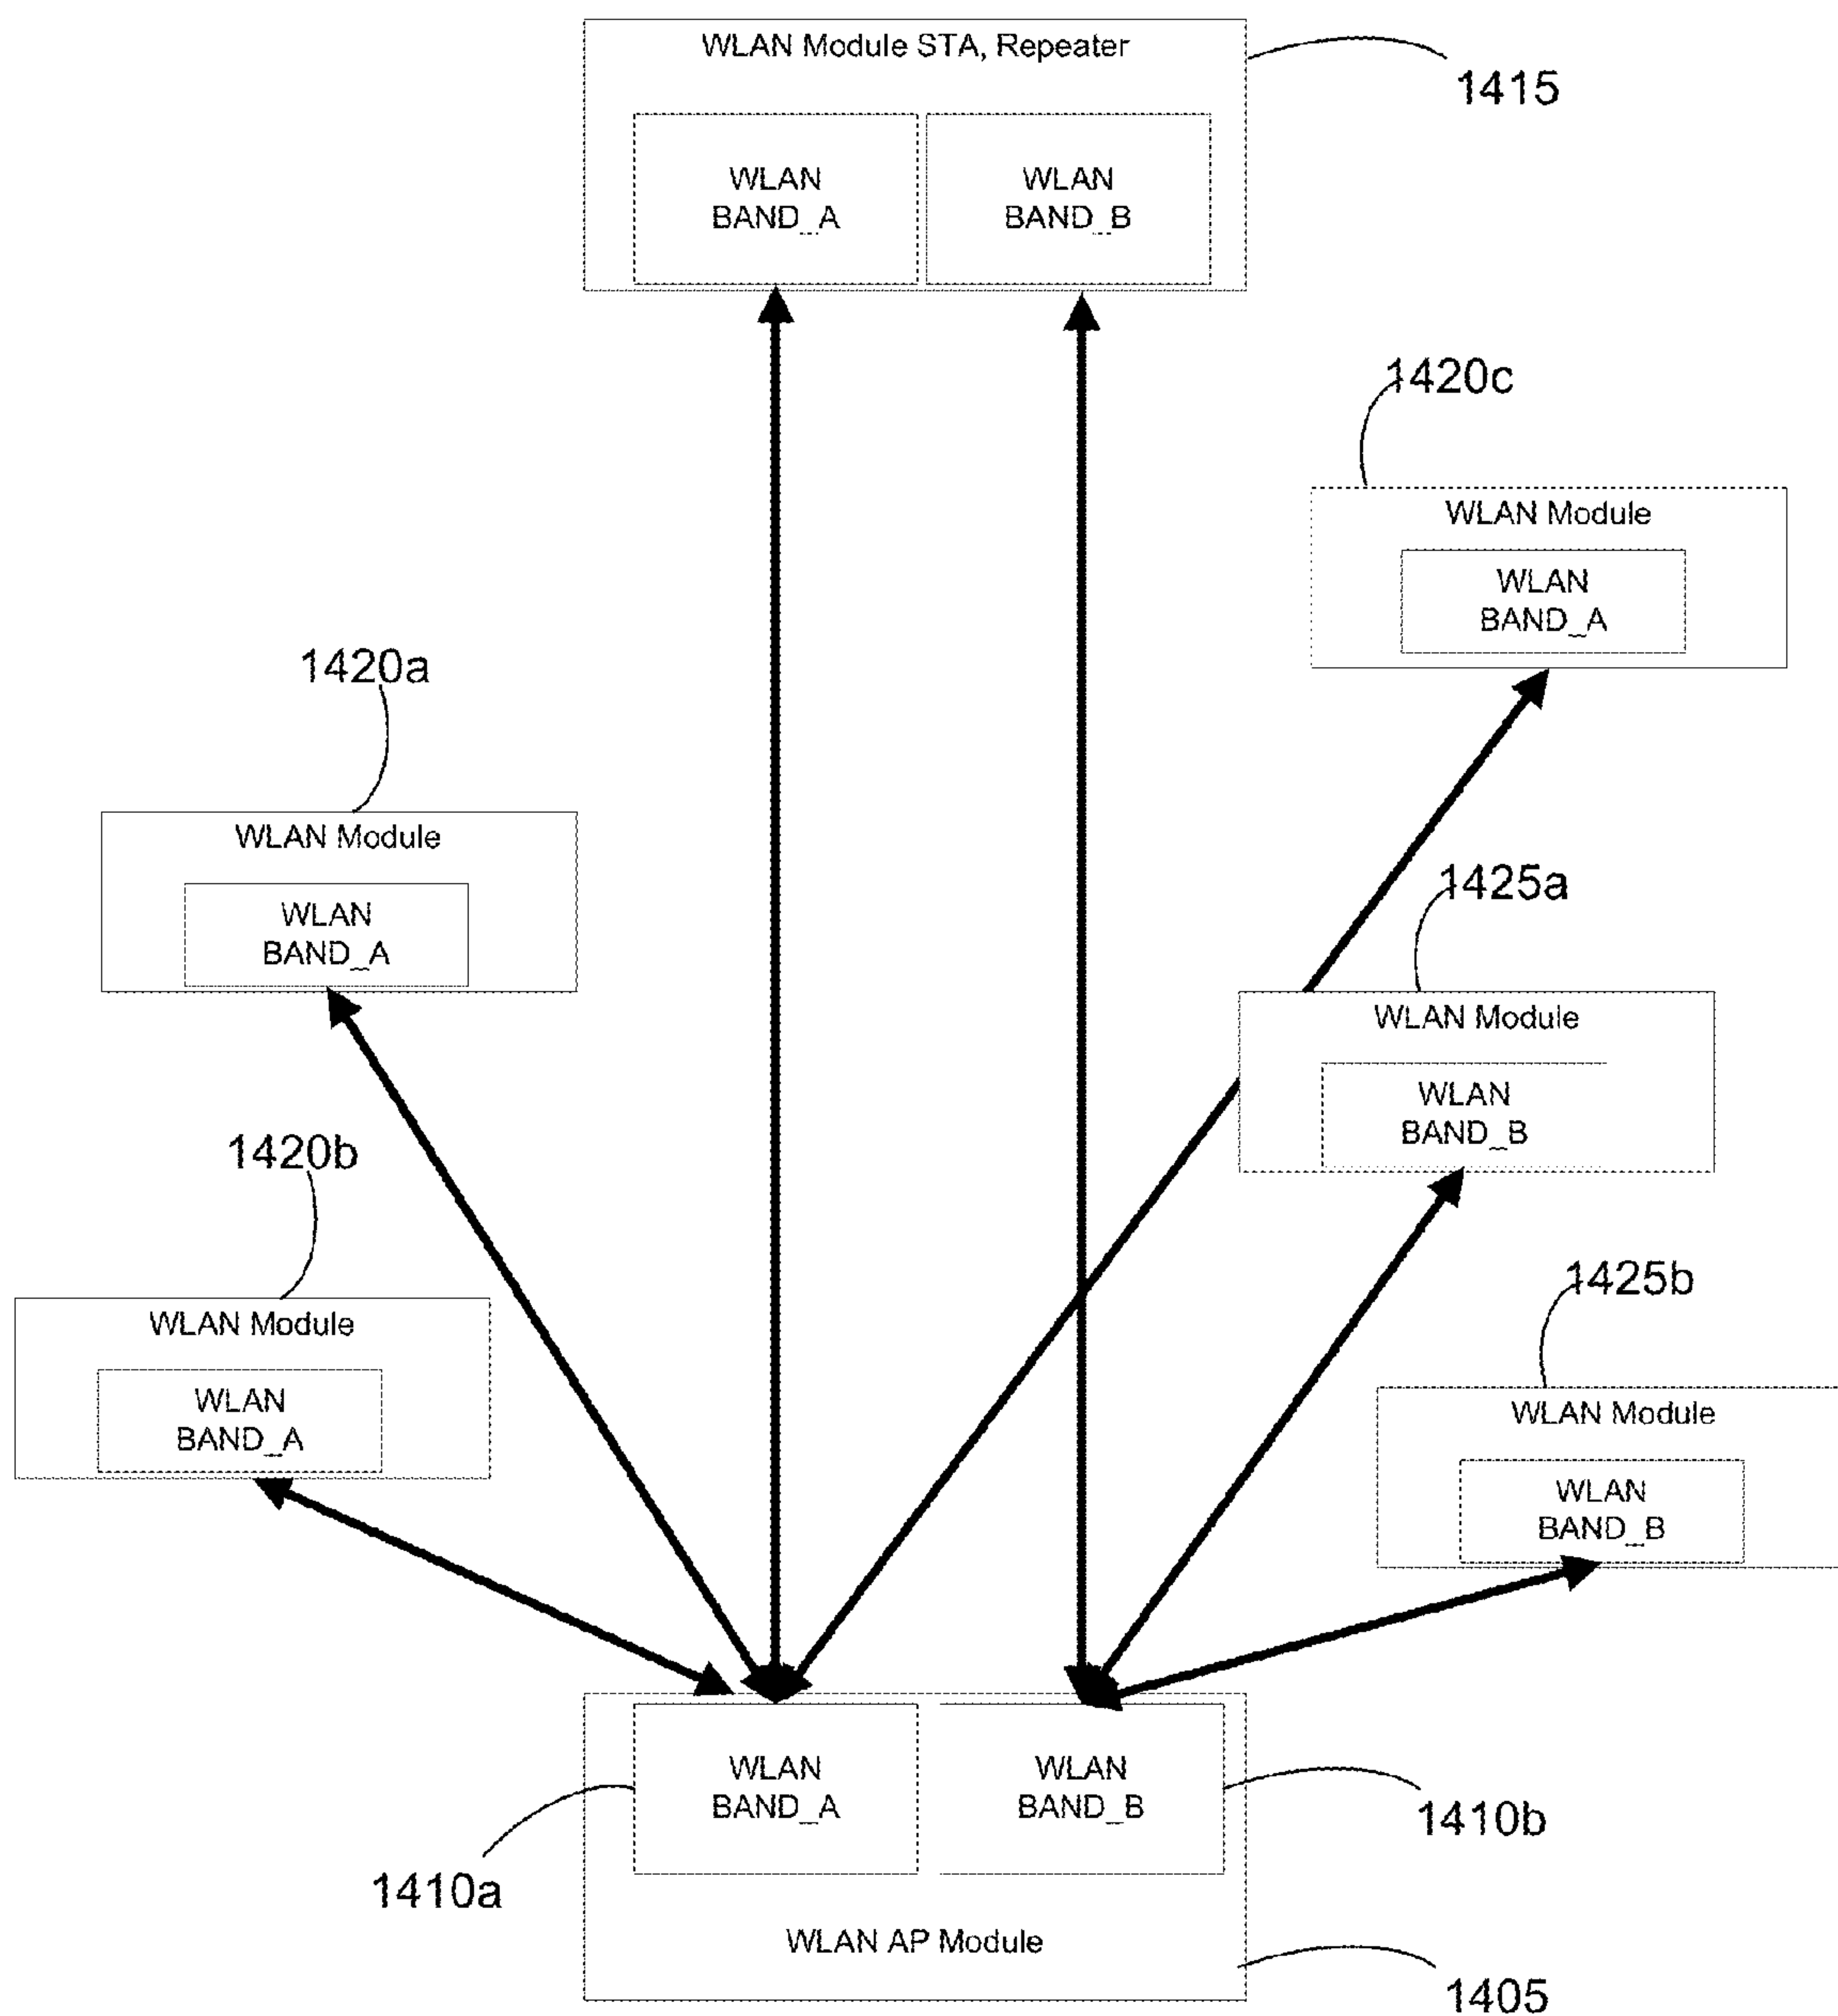 WLAN Module STA, Repeater
1415
WLAN
BAND_A
WLAN
BAND_B
1420c
WLAN Module
WLAN
BAND_A
1420a
WLAN Module
WLAN
BAND_A
1425a
WLAN Module
WLAN
BAND_B
1420b
WLAN Module
WLAN
BAND_A
1425b
WLAN Module
WLAN
BAND_B
WLAN
BAND_A
WLAN
BAND_B
1410b
1410a
WLAN AP Module
1405